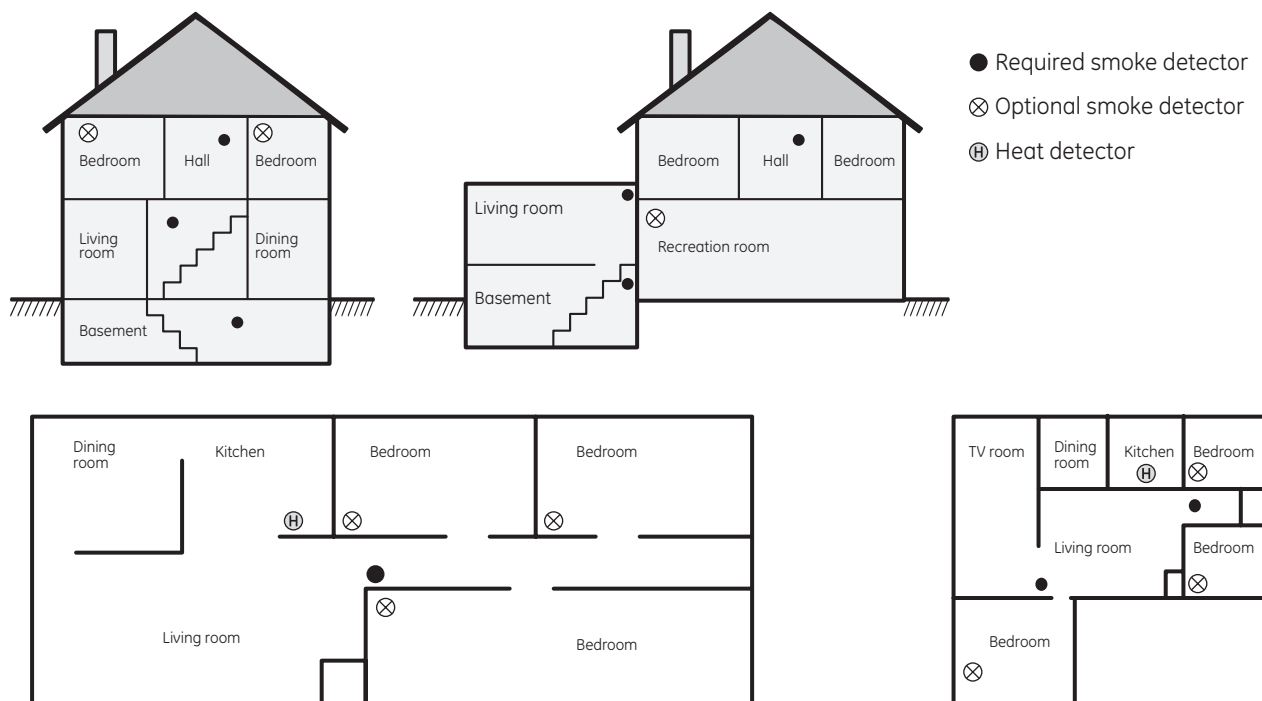 Required smoke detector
Optional smoke detector
H Heat detector
Bedroom
Hall
Bedroom
Living
room
Dining
room
Basement
Bedroom
Hall
Bedroom
Living room
Recreation room
Basement
Dining
room
Kitchen
Bedroom
Bedroom
H
Living room
Bedroom
TV room
Dining
room
Kitchen
Bedroom
H
Living room
Bedroom
Bedroom